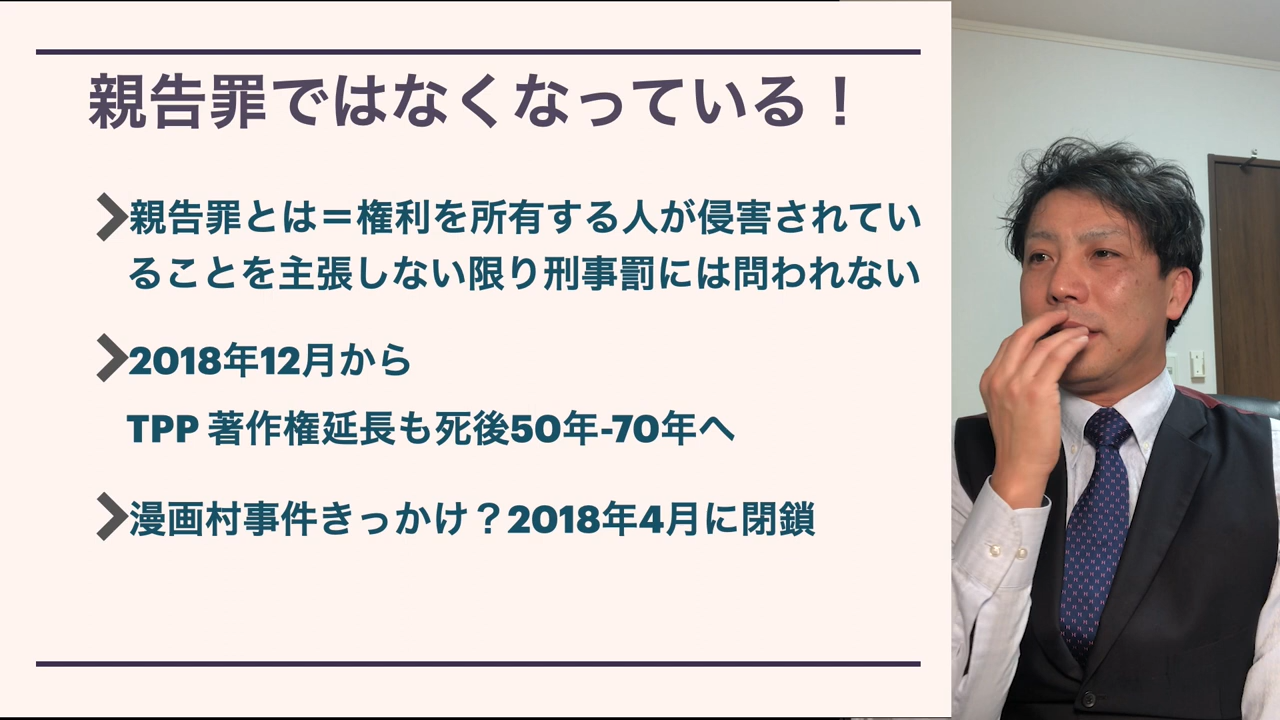 親告罪ではなくなっている！
親告罪とは＝権利を所有する人が侵害されてい
ることを主張しない限り刑事罰には問われない
2018年12月から
TPP 著作権延長も死後50年-70年へ
漫画村事件きっかけ？2018年4月に閉鎖